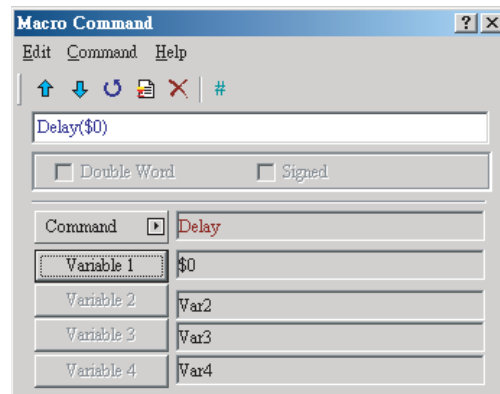 Macro Command ? X
Edit Command Help
#
Delay($0)
Double Word Signed
Command Delay
Variable 1 $0
Variable 2 Var2
Variable 3 Var3
Variable 4 Var4